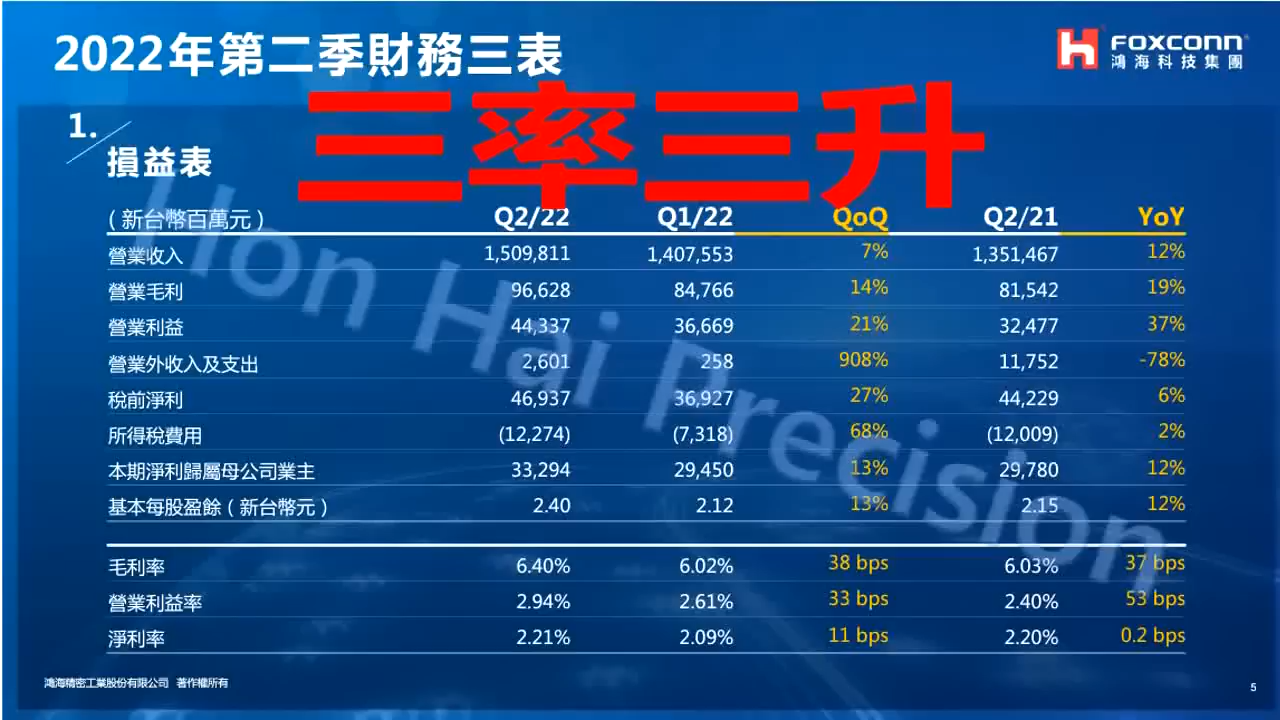 2022年第二季財務三表
FOXCONN
鴻海科技集團
三率三升
1.
損益表
(新台幣百萬元) Q2/22 Q1/22 QoQ Q2/21 YoY
營業收入 1,509,811 1,407,553 7% 1,351,467 12%
營業毛利 96,628 84,766 14% 81,542 19%
營業利益 44,337 36,669 21% 32,477 37%
營業外收入及支出 2,601 258 908% 11,752 -78%
稅前淨利 46,937 36,927 27% 44,229 6%
所得稅費用 (12,274) (7,318) 68% (12,009) 2%
本期淨利歸屬母公司業主 33,294 29,450 13% 29,780 12%
基本每股盈餘(新台幣元) 2.40 2.12 13% 2.15 12%
毛利率 6.40% 6.02% 38 bps 6.03% 37 bps
營業利益率 2.94% 2.61% 33 bps 2.40% 53 bps
淨利率 2.21% 2.09% 11 bps 2.20% 0.2 bps
Hon Hai Precision
鴻海精密工業股份有限公司 著作權所有
5